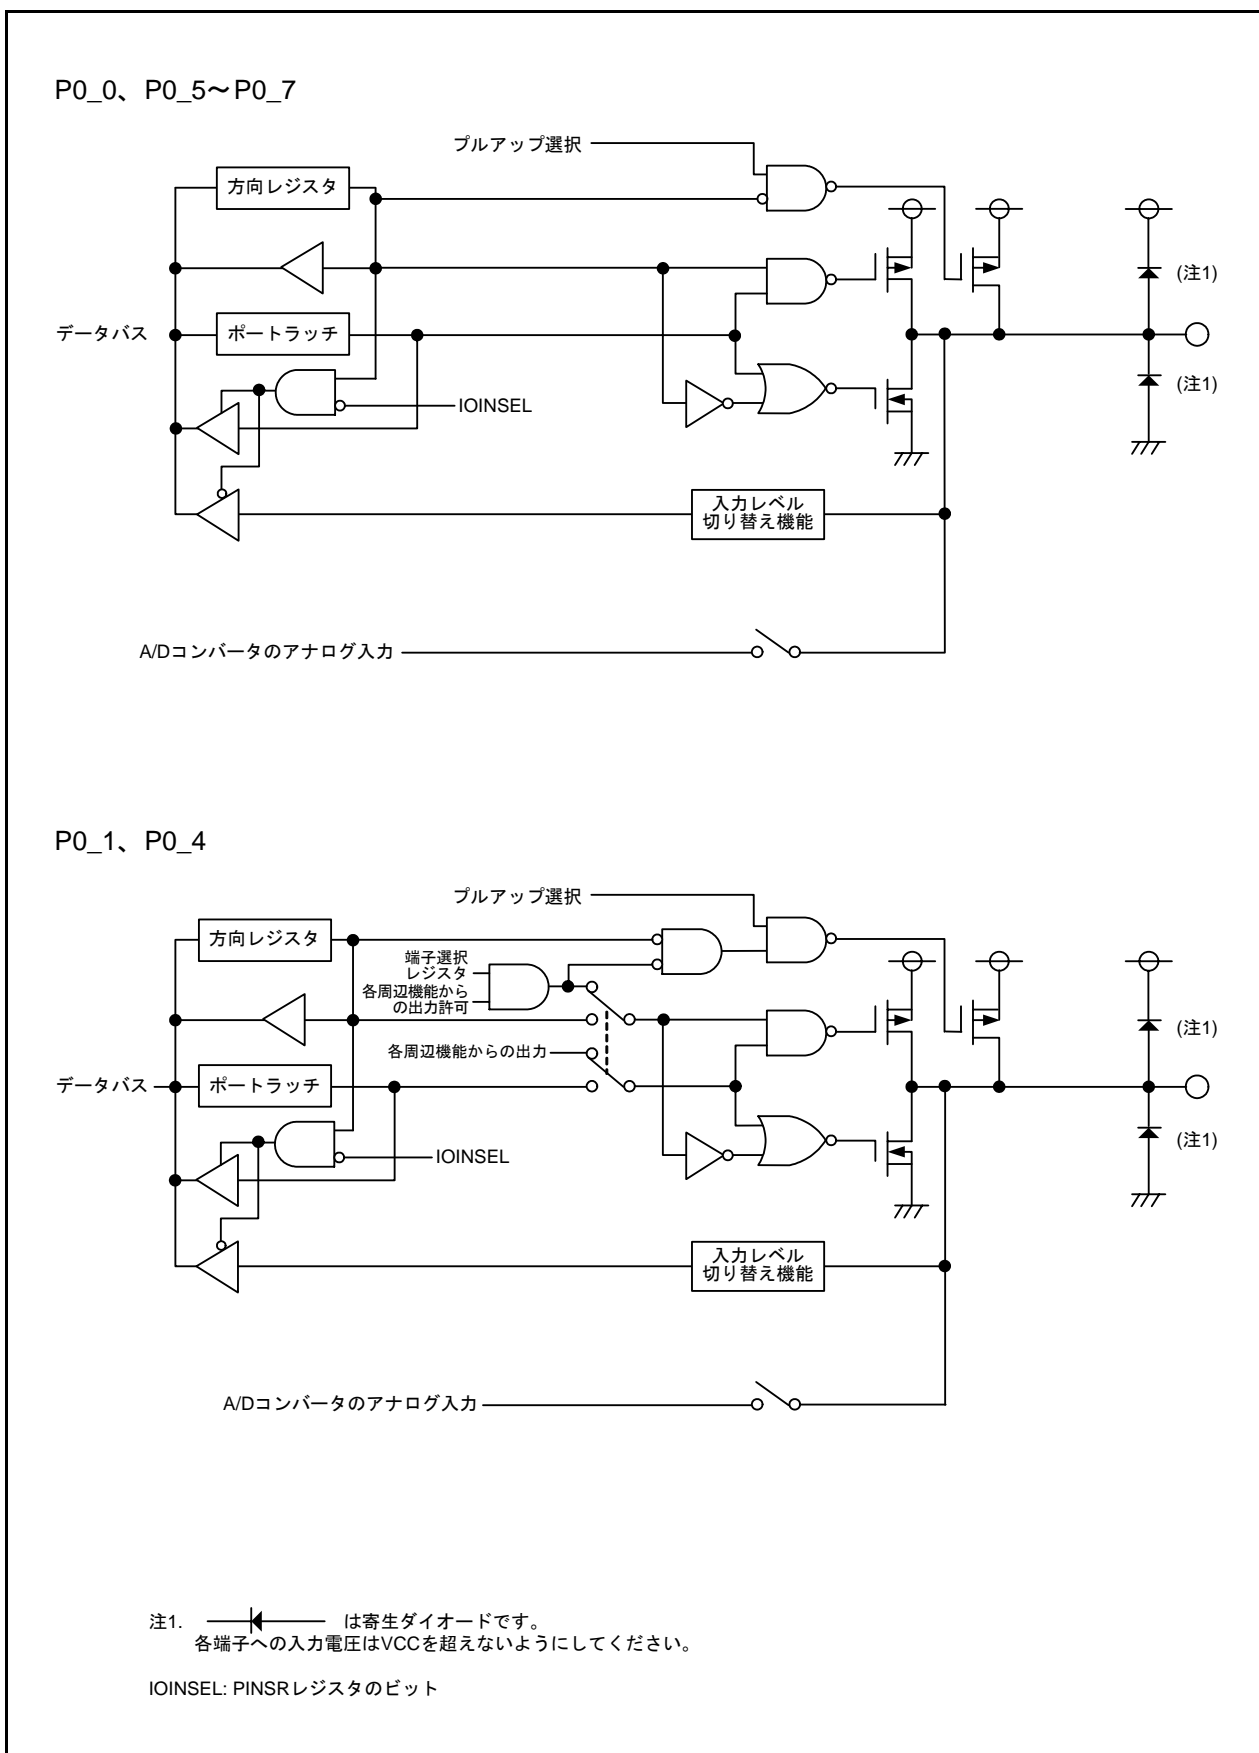 P0_0、P0_5～P0_7
プルアップ選択
方向レジスタ
(注1)
データバス
ポートラッチ
(注1)
IOINSEL
入力レベル
切り替え機能
A/Dコンバータのアナログ入力
P0_1、P0_4
プルアップ選択
方向レジスタ
端子選択
レジスタ
各周辺機能から
の出力許可
(注1)
各周辺機能からの出力
データバス
ポートラッチ
(注1)
IOINSEL
入力レベル
切り替え機能
A/Dコンバータのアナログ入力
注1. は寄生ダイオードです。
各端子への入力電圧はVCCを超えないようにしてください。
IOINSEL: PINSRレジスタのビット